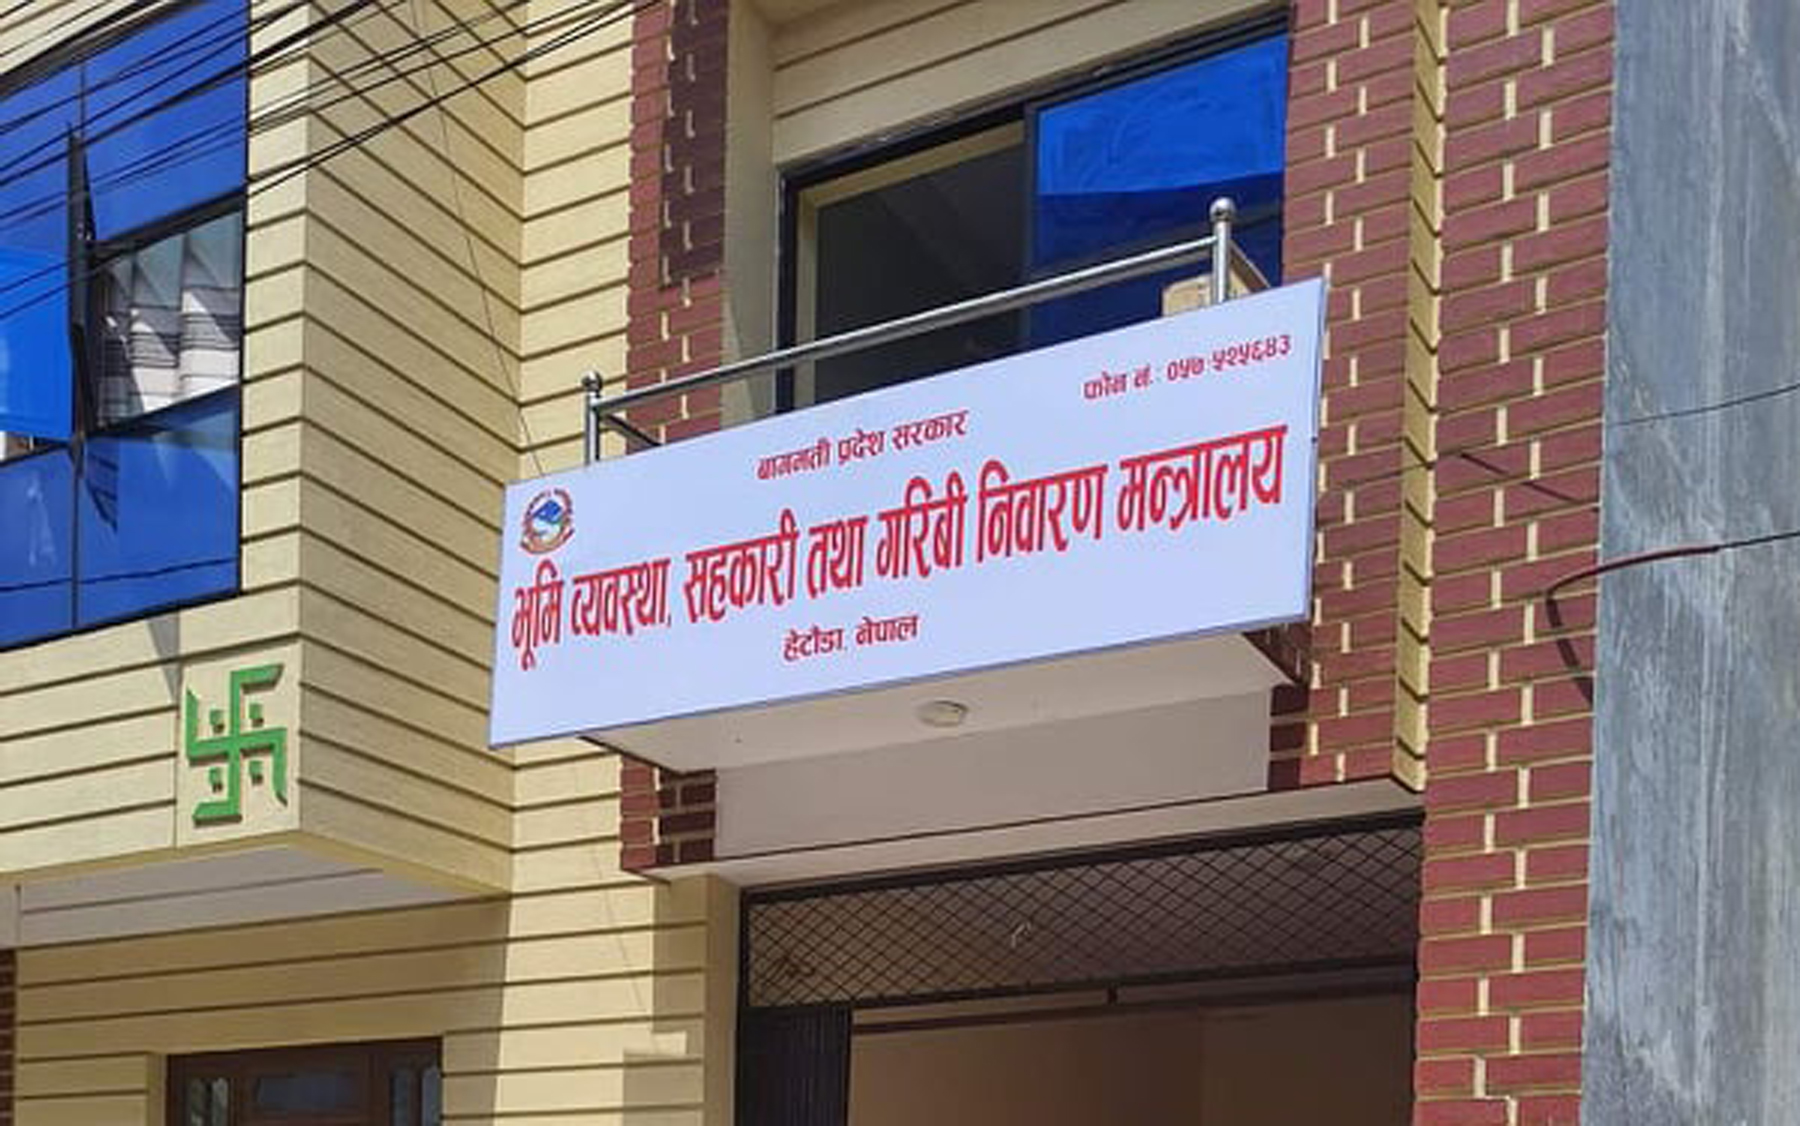 फोन नं. ०५७-५२५६४३
बागमती प्रदेश सरकार
भूमि व्यवस्था, सहकारी तथा गरिबी निवारण मन्त्रालय
हेटौडा, नेपाल